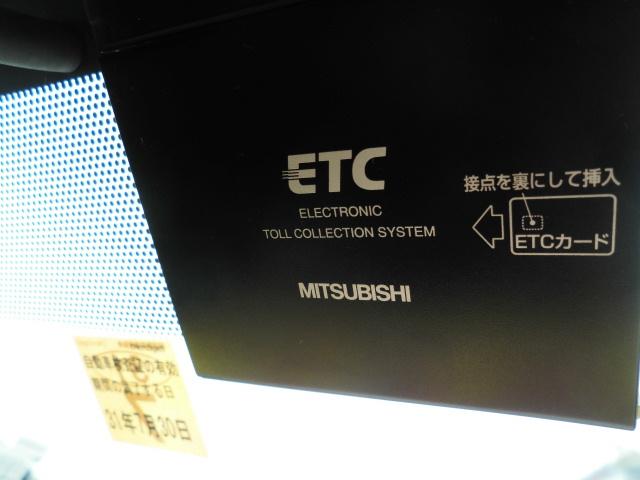 ETC
ELECTRONIC
TOLL COLLECTION SYSTEM
MITSUBISHI
接点を裏にして挿入
ETCカード
自動車検査証の有効
期間の満了する日
31年7月30日